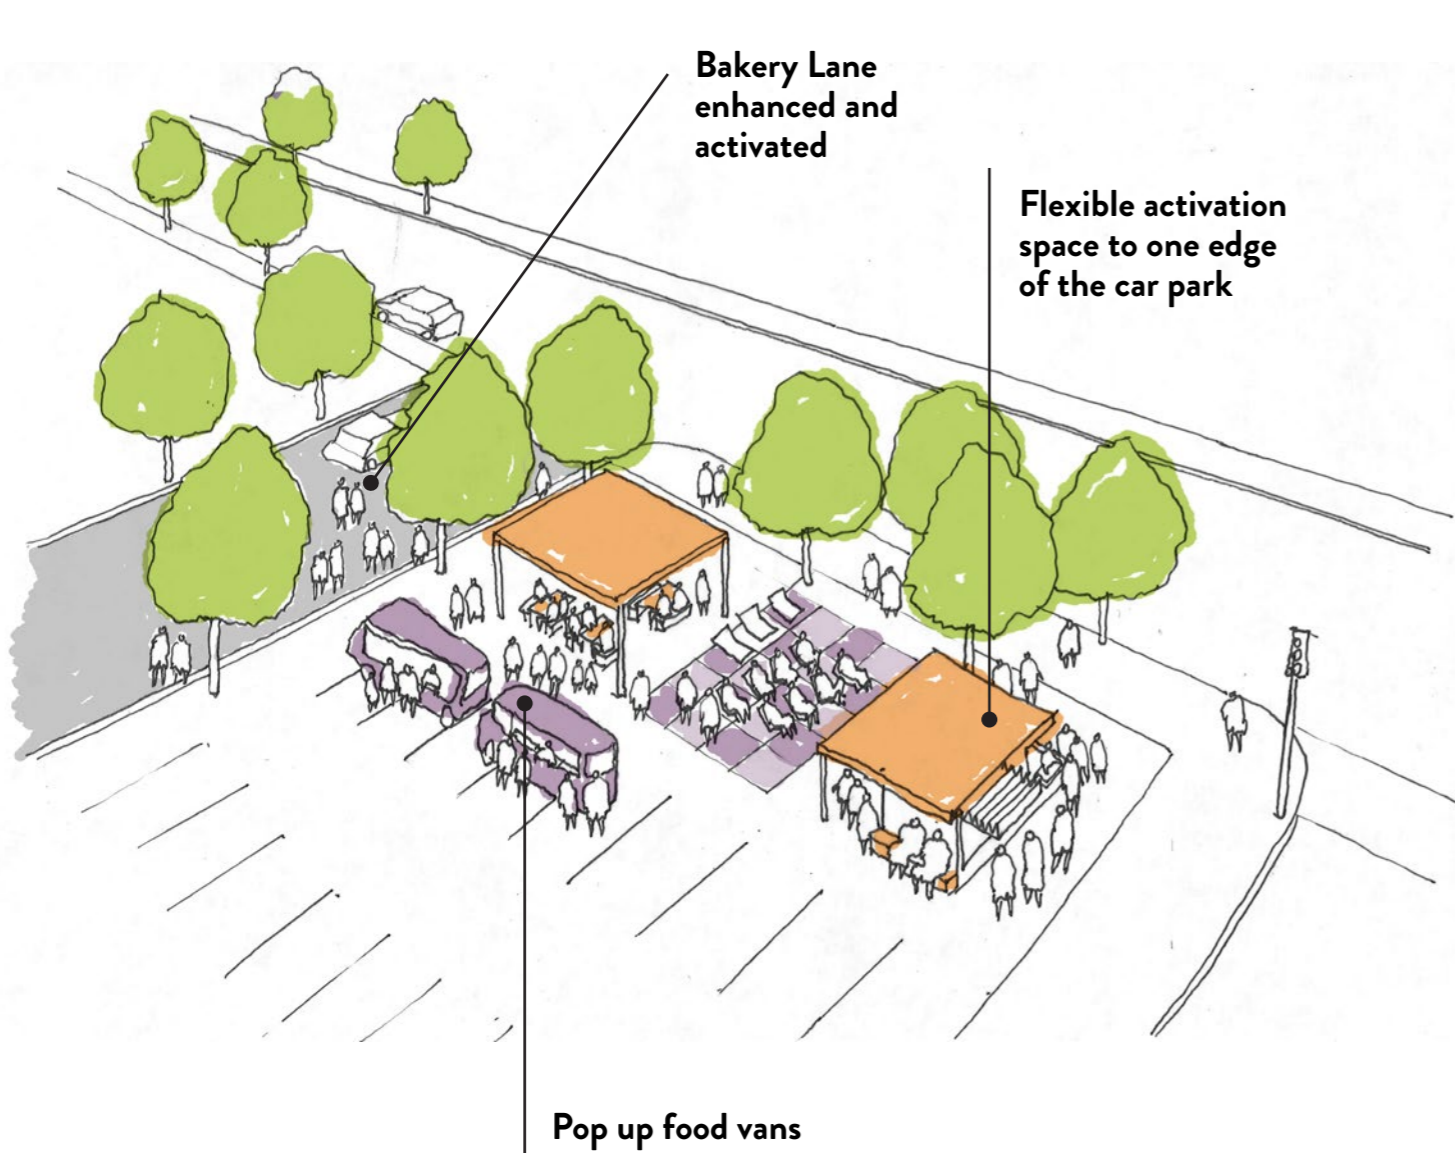 Bakery Lane
enhanced and
activated
Flexible activation
space to one edge
of the car park
Pop up food vans